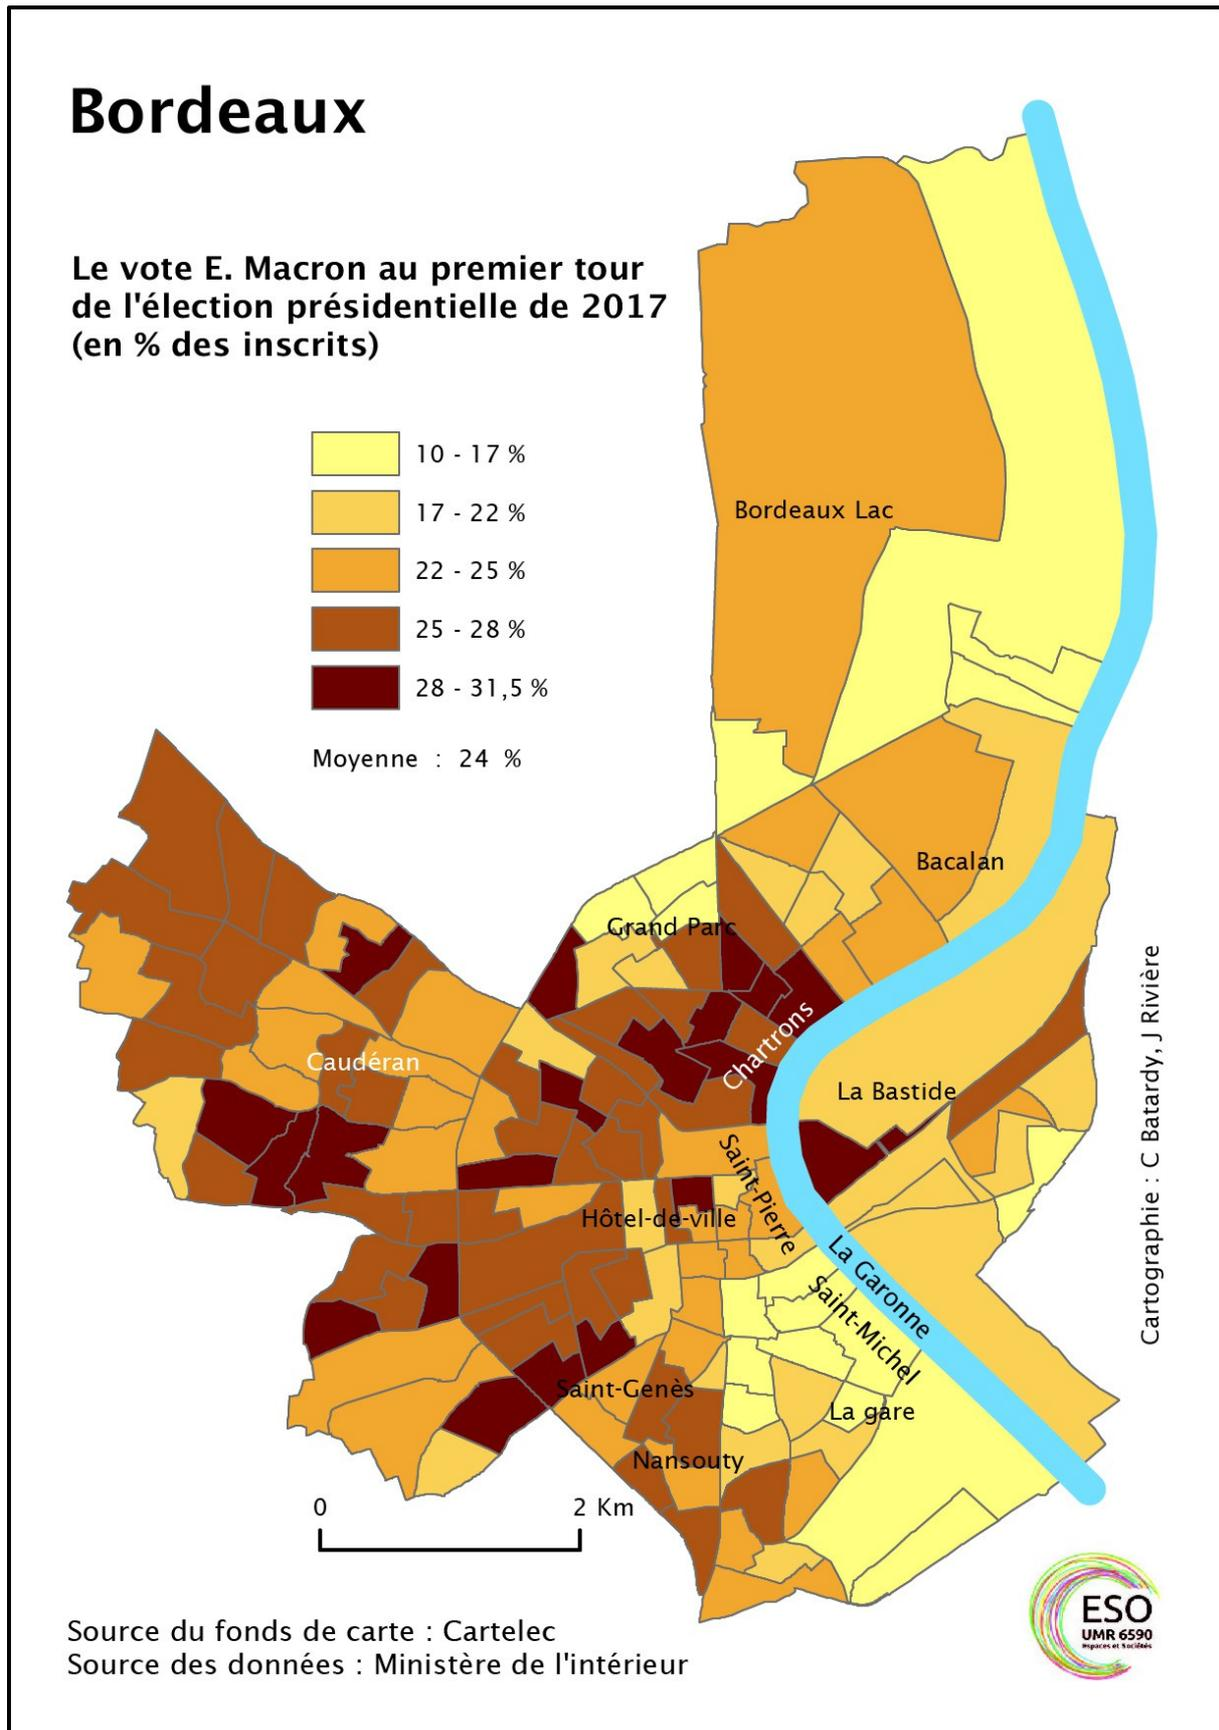 Bordeaux
Le vote E. Macron au premier tour
de l'élection présidentielle de 2017
(en % des inscrits)
10 - 17 %
17 - 22 %
22 - 25 %
25 - 28 %
28 - 31,5 %
Moyenne : 24 %
Bordeaux Lac
Bacalan
Grand Parc
Chartrons
Caudéran
La Bastide
Saint-Pierre
Hôtel-de-ville
La Garonne
Saint-Michel
Saint-Genès
La gare
Nansouty
0 2 Km
Cartographie : C Batardy, J Rivière
Source du fonds de carte : Cartelec
Source des données : Ministère de l'intérieur
ESO
UMR 6590
Espaces et Sociétés